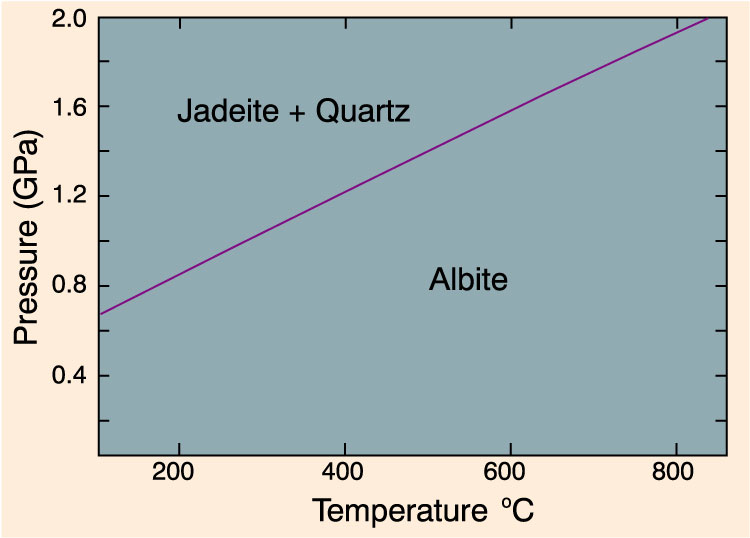 2.0
1.6
1.2
0.8
0.4
Pressure (GPa)
Jadeite + Quartz
Albite
200 400 600 800
Temperature ºC